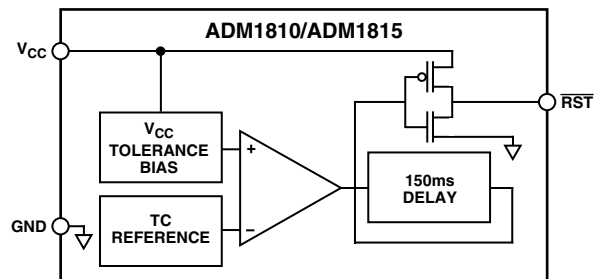 ADM1810/ADM1815
VCC
RST
VCC
TOLERANCE
BIAS
+
150ms
DELAY
TC
REFERENCE
–
GND